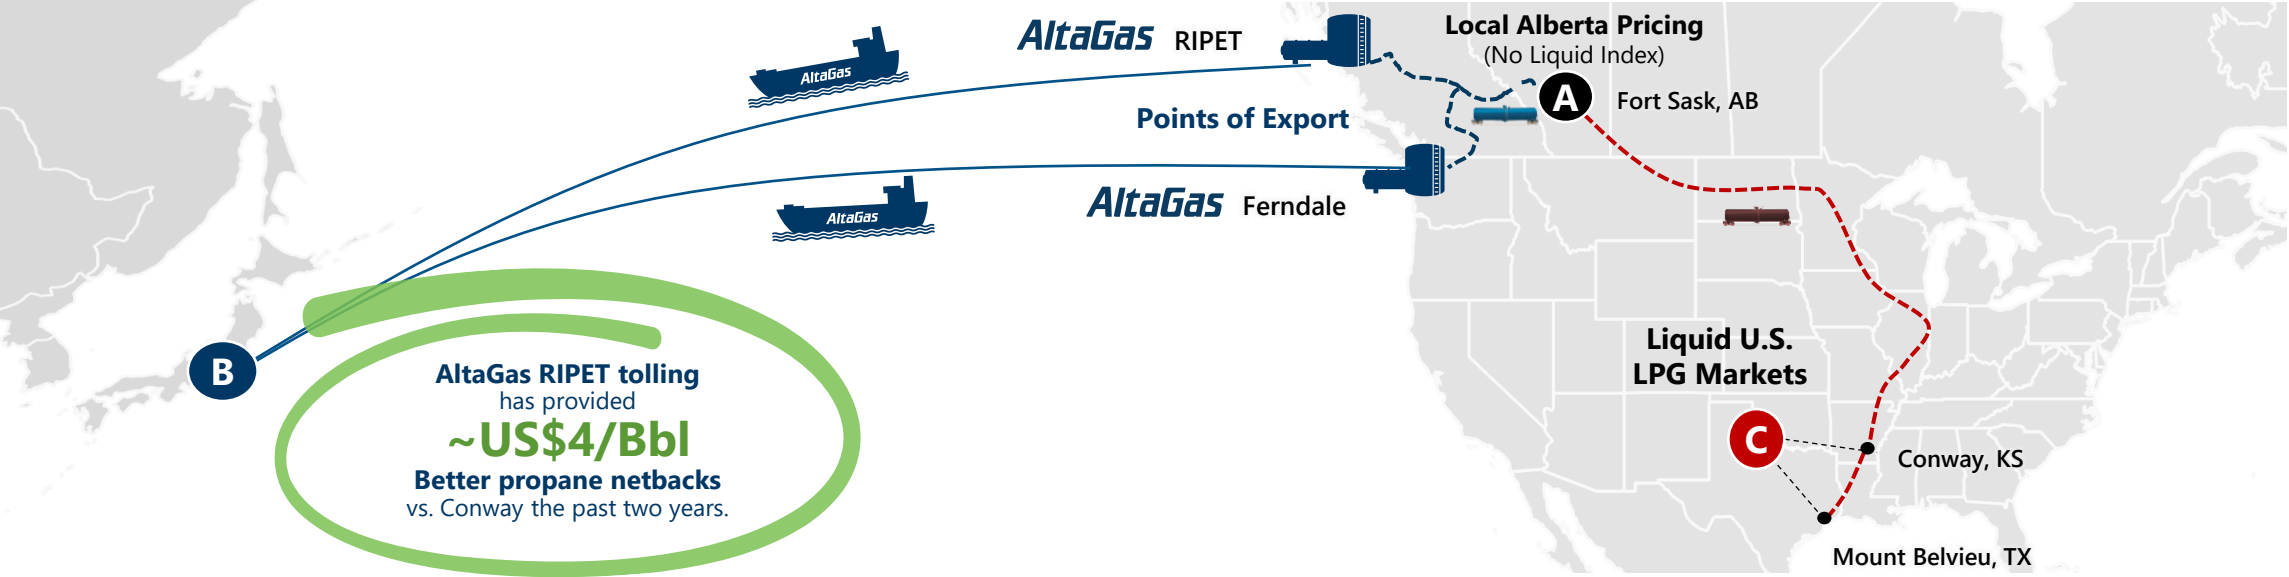 AltaGas RIPET
Local Alberta Pricing
(No Liquid Index)
AltaGas
A
Fort Sask, AB
Points of Export
AltaGas Ferndale
AltaGas
B
AltaGas RIPET tolling
has provided
~US$4/Bbl
Better propane netbacks
vs. Conway the past two years.
Liquid U.S.
LPG Markets
C
Conway, KS
Mount Belvieu, TX